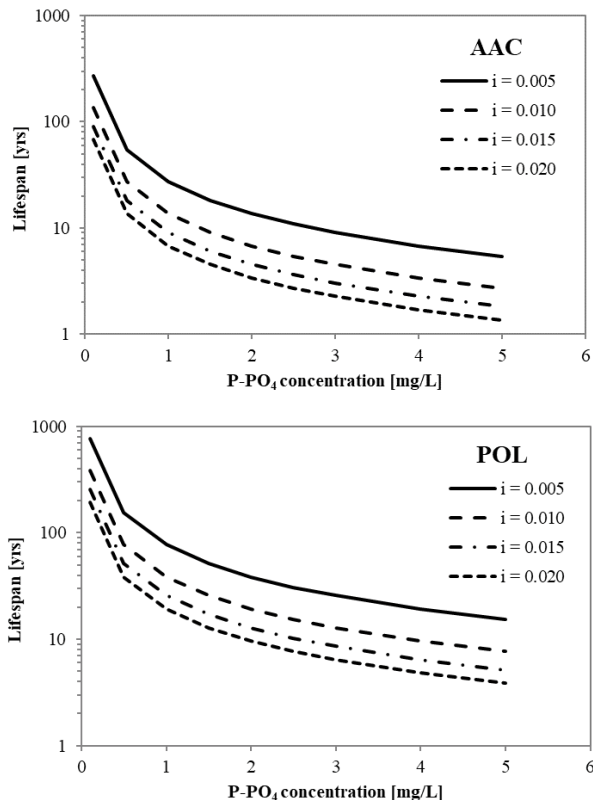 1000
100
10
1
Lifespan [yrs]
AAC
i = 0.005
i = 0.010
i = 0.015
i = 0.020
0 1 2 3 4 5 6
P-PO₄ concentration [mg/L]
1000
100
10
1
Lifespan [yrs]
POL
i = 0.005
i = 0.010
i = 0.015
i = 0.020
0 1 2 3 4 5 6
P-PO₄ concentration [mg/L]